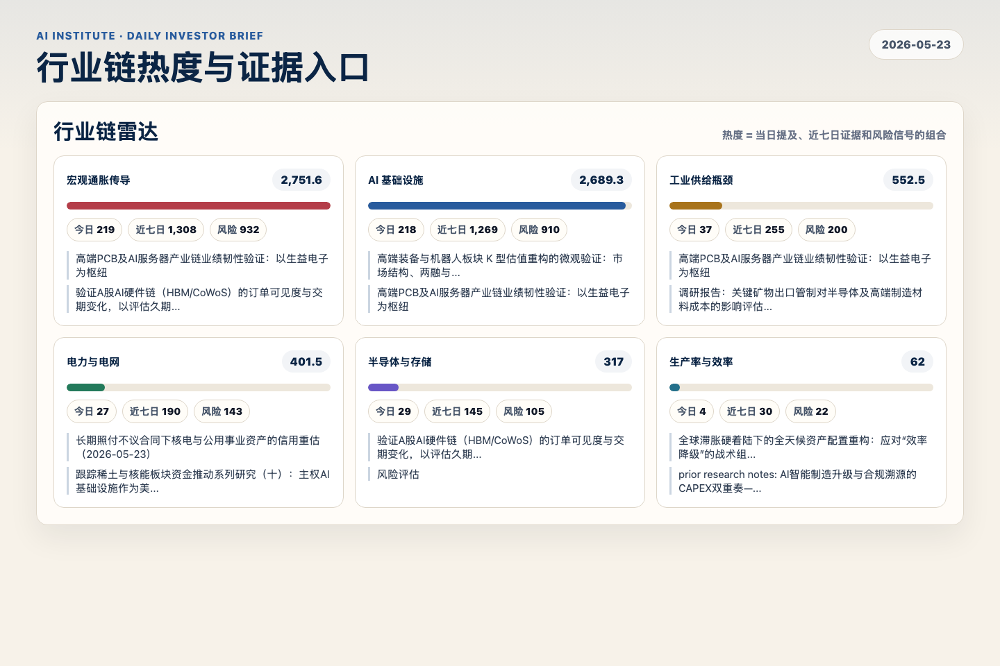 AI INSTITUTE · DAILY INVESTOR BRIEF
行业链热度与证据入口
2026-05-23
行业链雷达
热度 = 当日提及、近七日证据和风险信号的组合
宏观通胀传导
2,751.6
今日 219
近七日 1,308
风险 932
高端PCB及AI服务器产业链业绩韧性验证：以生益电子
为枢纽
验证A股AI硬件链（HBM/CoWoS）的订单可见度与交
期变化，以评估久期...
AI 基础设施
2,689.3
今日 218
近七日 1,269
风险 910
高端装备与机器人板块 K 型估值重构的微观验证：市
场结构、两融与...
高端PCB及AI服务器产业链业绩韧性验证：以生益电子
为枢纽
工业供给瓶颈
552.5
今日 37
近七日 255
风险 200
高端PCB及AI服务器产业链业绩韧性验证：以生益电子
为枢纽
调研报告：关键矿物出口管制对半导体及高端制造材
料成本的影响评估...
电力与电网
401.5
今日 27
近七日 190
风险 143
长期照付不议合同下核电与公用事业资产的信用重估
（2026-05-23）
跟踪稀土与核能板块资金推动系列研究（十）：主权AI
基础设施作为美...
半导体与存储
317
今日 29
近七日 145
风险 105
验证A股AI硬件链（HBM/CoWoS）的订单可见度与交
期变化，以评估久期...
风险评估
生产率与效率
62
今日 4
近七日 30
风险 22
全球滞胀硬着陆下的全天候资产配置重构：应对“效率
降级”的战术组...
prior research notes: AI智能制造升级与合规溯源的
CAPEX双重奏—...